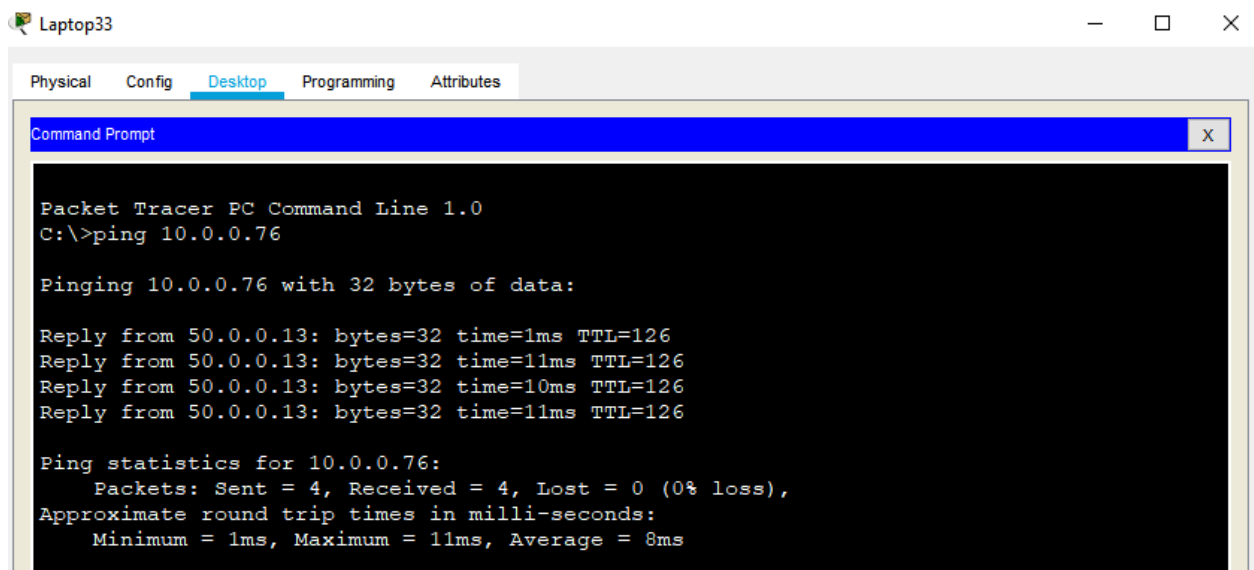 Laptop33
Physical Config Desktop Programming Attributes
Command Prompt X
Packet Tracer PC Command Line 1.0
C:\>ping 10.0.0.76
Pinging 10.0.0.76 with 32 bytes of data:
Reply from 50.0.0.13: bytes=32 time=1ms TTL=126
Reply from 50.0.0.13: bytes=32 time=11ms TTL=126
Reply from 50.0.0.13: bytes=32 time=10ms TTL=126
Reply from 50.0.0.13: bytes=32 time=11ms TTL=126
Ping statistics for 10.0.0.76:
Packets: Sent = 4, Received = 4, Lost = 0 (0% loss),
Approximate round trip times in milli-seconds:
Minimum = 1ms, Maximum = 11ms, Average = 8ms